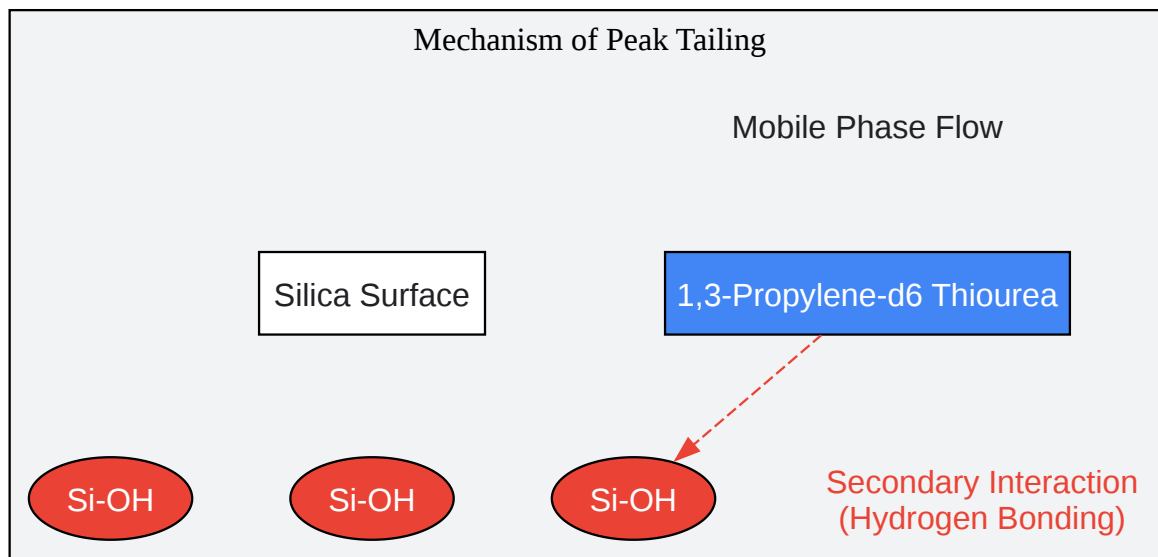 Mechanism of Peak Tailing
Mobile Phase Flow
Silica Surface
1,3-Propylene-d6 Thiourea
Si-OH
Si-OH
Si-OH
Secondary Interaction
(Hydrogen Bonding)